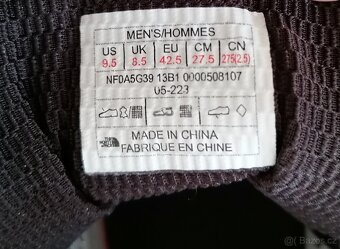 MEN'S/HOMMES
US UK EU CM CN
9.5 8.5 42.5 27.5 275(2.5)
NF0A5G39 13B1 0000508107
05-223
THE NORTH FACE
MADE IN CHINA
FABRIQUE EN CHINE
Bazoš.cz